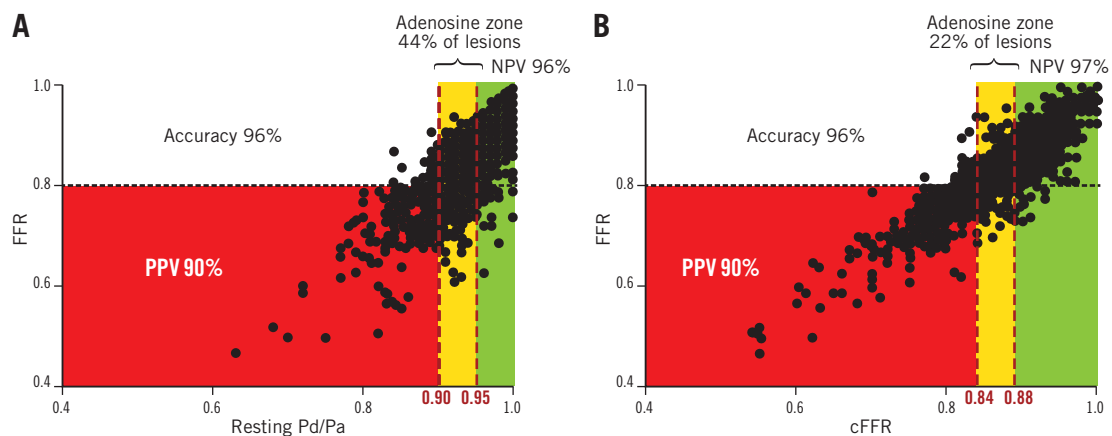 A
Adenosine zone
44% of lesions
NPV 96%
1.0
Accuracy 96%
0.8
FFR
PPV 90%
0.6
0.4
0.4
0.6
0.8
0.90
0.95
1.0
Resting Pd/Pa
B
Adenosine zone
22% of lesions
NPV 97%
1.0
Accuracy 96%
0.8
FFR
PPV 90%
0.6
0.4
0.4
0.6
0.8
0.84
0.88
1.0
cFFR